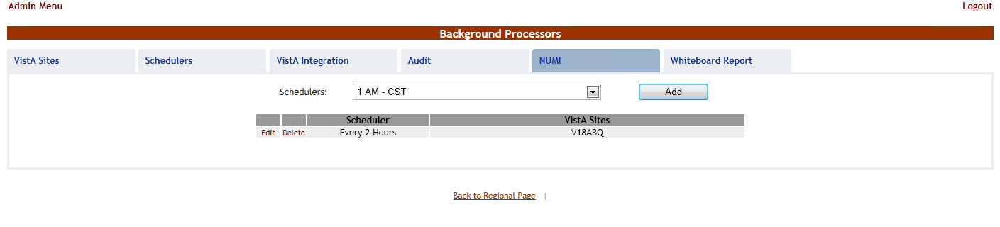 Admin Menu Logout
Background Processors
VistA Sites Schedulers VistA Integration Audit NUMI Whiteboard Report
Schedulers: 1 AM - CST Add
Scheduler VistA Sites
Edit Delete Every 2 Hours V18ABQ
Back to Regional Page |